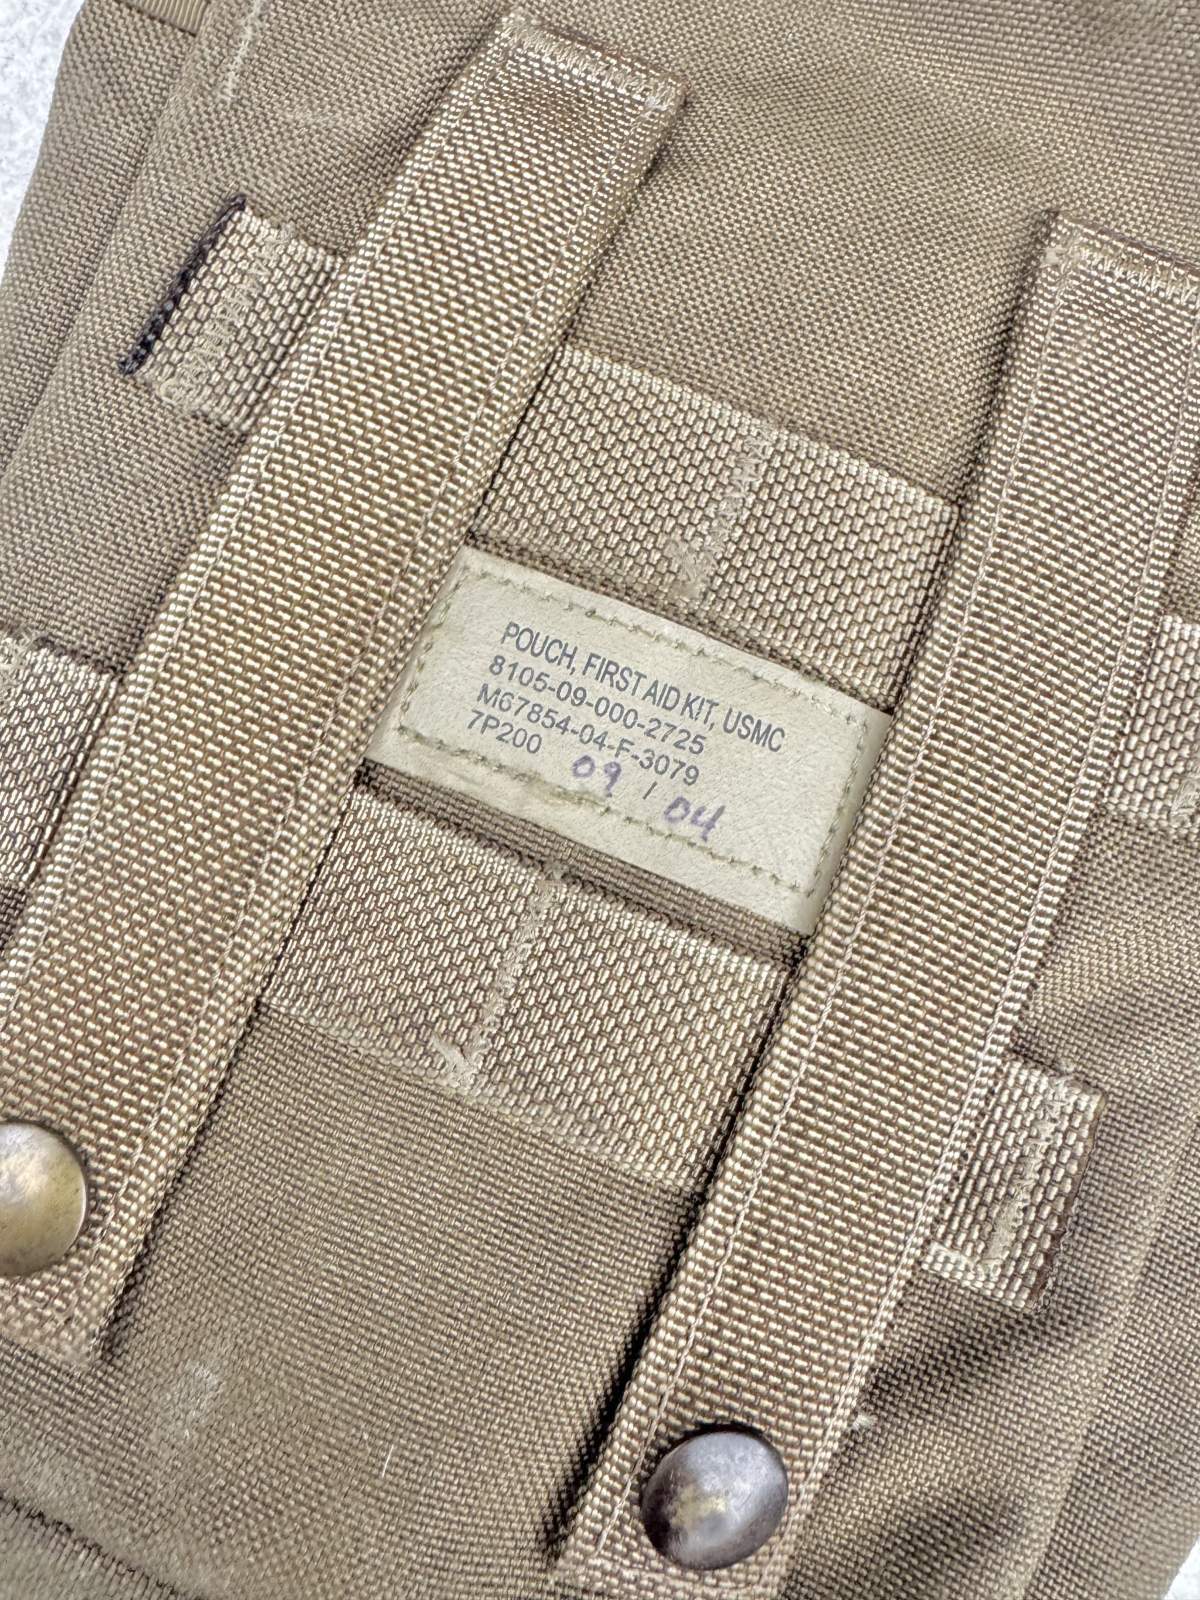 POUCH, FIRST AID KIT, USMC
8105-09-000-2725
M67854-04-F-3079
7P200 09 / 04